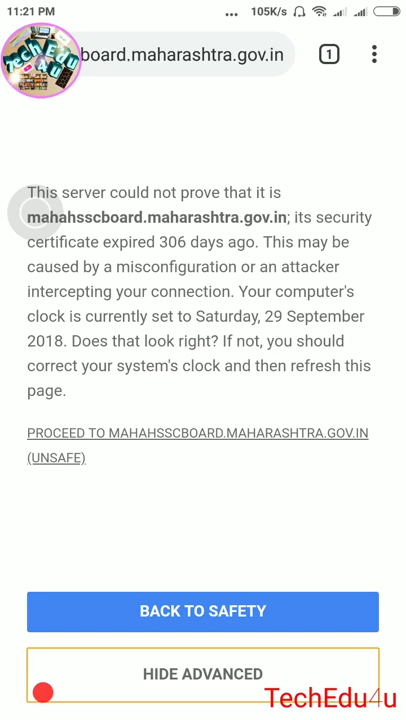 11:21 PM
... 105K/s
Tech Edu
4U
board.maharashtra.gov.in
1
This server could not prove that it is
mahahsscboard.maharashtra.gov.in; its security
certificate expired 306 days ago. This may be
caused by a misconfiguration or an attacker
intercepting your connection. Your computer's
clock is currently set to Saturday, 29 September
2018. Does that look right? If not, you should
correct your system's clock and then refresh this
page.
PROCEED TO MAHAHSSCBOARD.MAHARASHTRA.GOV.IN
(UNSAFE)
BACK TO SAFETY
HIDE ADVANCED
TechEdu4u